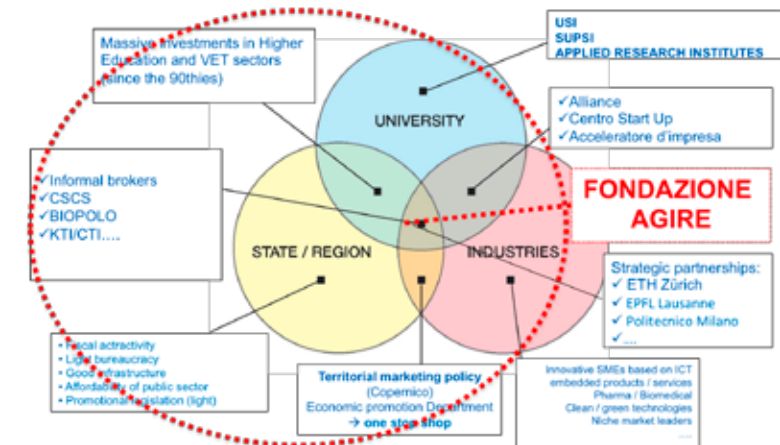 USI
SUPSI
APPLIED RESEARCH INSTITUTES
Massive Investments in Higher
Education and VET sectors
(since the 90thies)
UNIVERSITY
✓Alliance
✓Centro Start Up
✓Acceleratore d'impresa
✓Informal brokers
✓CSCS
✓BIOPOLO
✓KTI/CTI....
FONDAZIONE
AGIRE
STATE / REGION
INDUSTRIES
Strategic partnerships:
✓ ETH Zürich
✓ EPFL Lausanne
✓ Politecnico Milano
✓ ....
• Fiscal actractivity
• Light bureaucracy
• Good infrastructure
• Affordability of public sector
• Promotional legislation (light)
Territorial marketing policy
(Copernico)
Economic promotion Department
→ one stop shop
Innovative SMEs based on ICT
embedded products / services
Pharma / Biomedical
Clean / green technologies
Niche market leaders
....